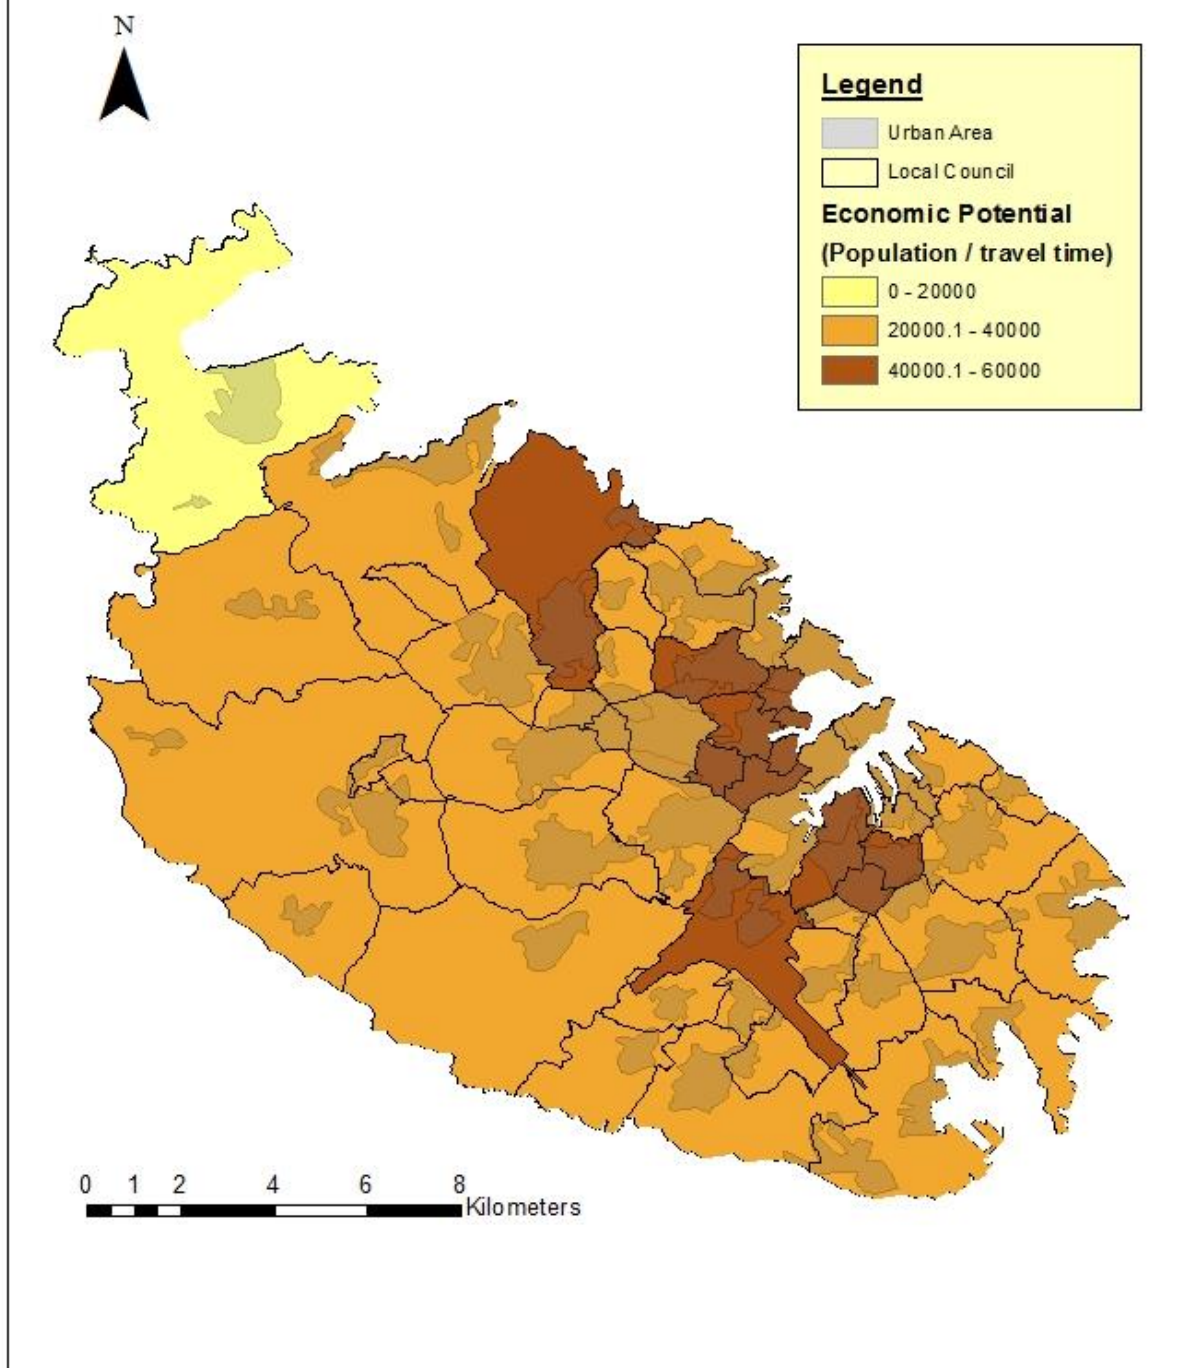 N
Legend
Urban Area
Local Council
Economic Potential
(Population / travel time)
0 - 20000
20000.1 - 40000
40000.1 - 60000
0 1 2 4 6 8
Kilometers